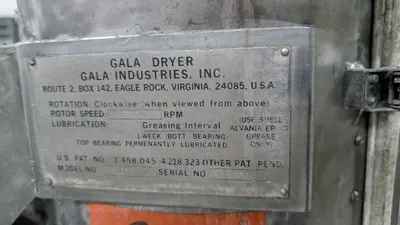 GALA DRYER
GALA INDUSTRIES, INC.
ROUTE 2, BOX 142, EAGLE ROCK, VIRGINIA, 24085, U.S.A.
ROTATION: Clockwise (when viewed from above)
ROTOR SPEED: RPM
LUBRICATION: Greasing Interval (USE SHELL ALVANIA EP
1 WEEK BOTT BEARING GREASE
TOP BEARING PERMENANTLY LUBRICATED. ONLY)
U.S. PAT NO. 3,458,045 4,218,323 OTHER PAT. PEND.
MODEL NO SERIAL NO